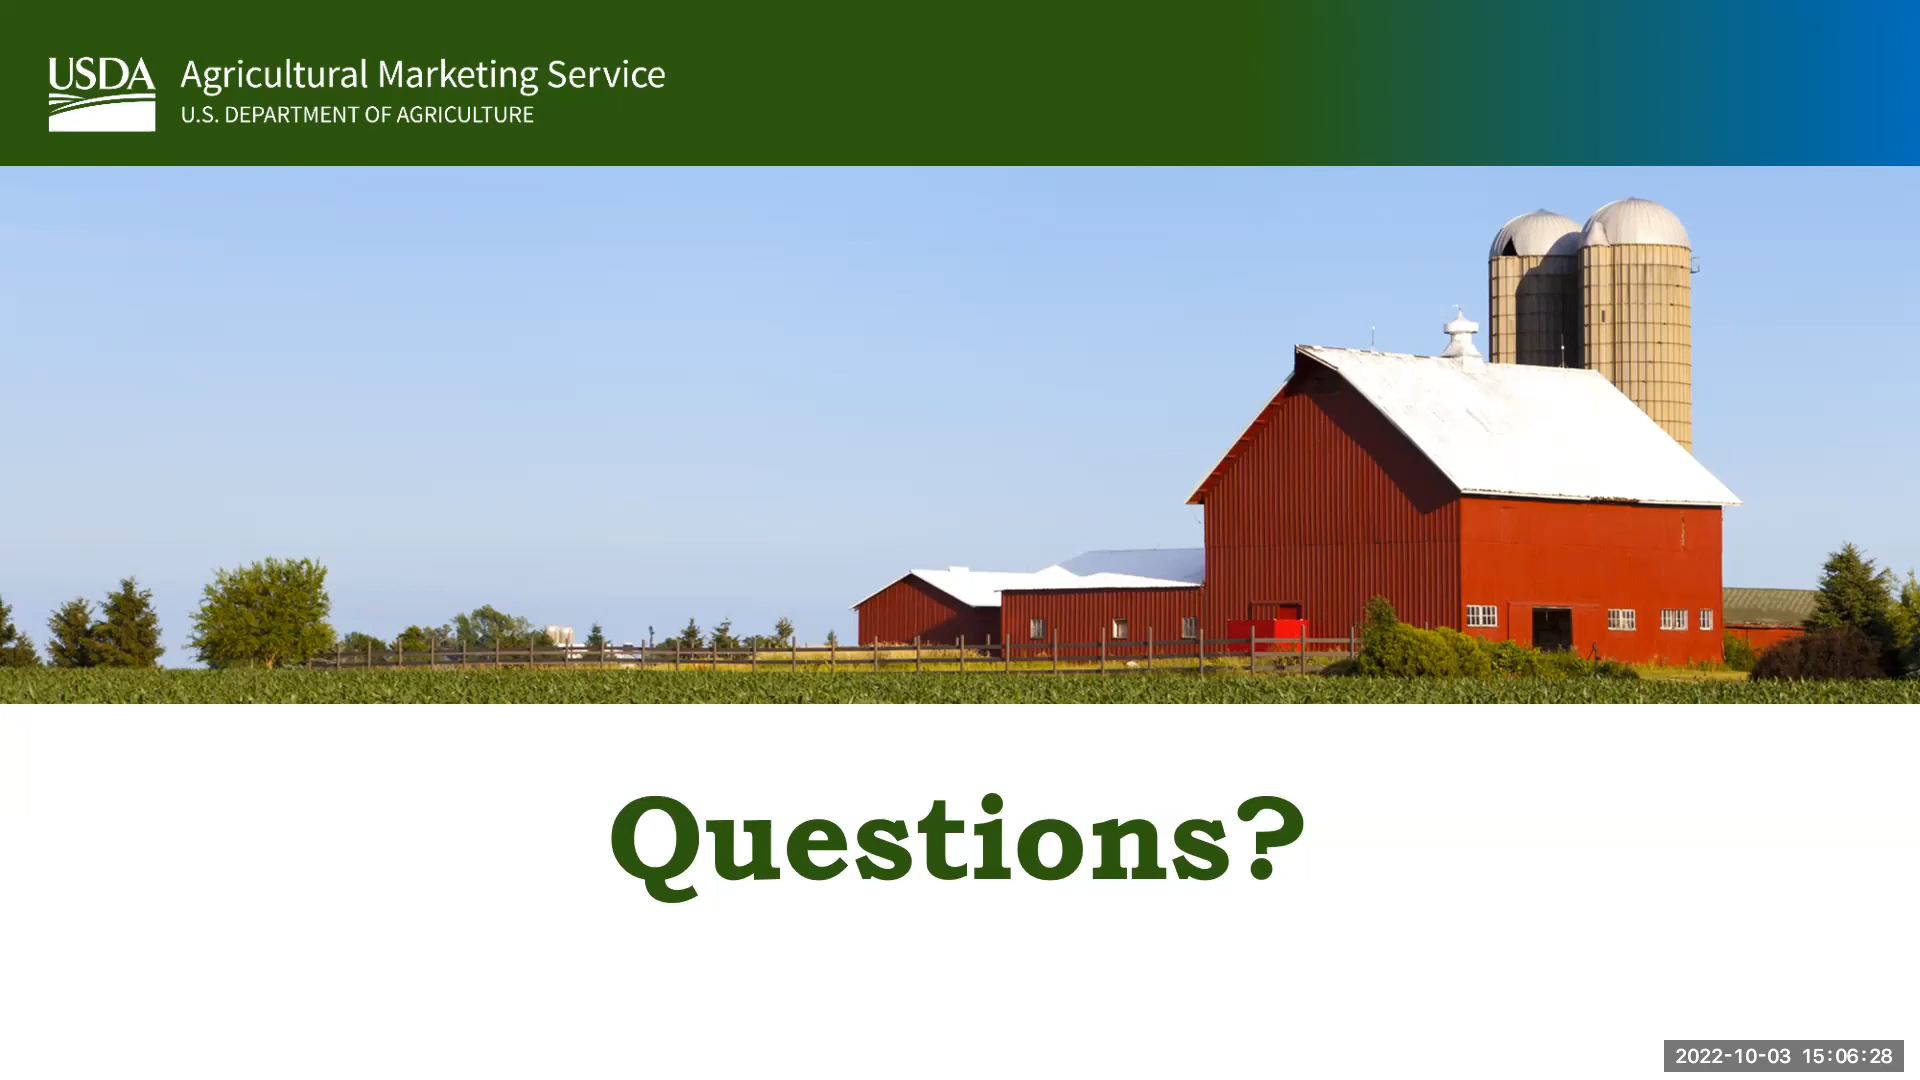 USDA
Agricultural Marketing Service
U.S. DEPARTMENT OF AGRICULTURE
Questions?
2022-10-03 15:06:28